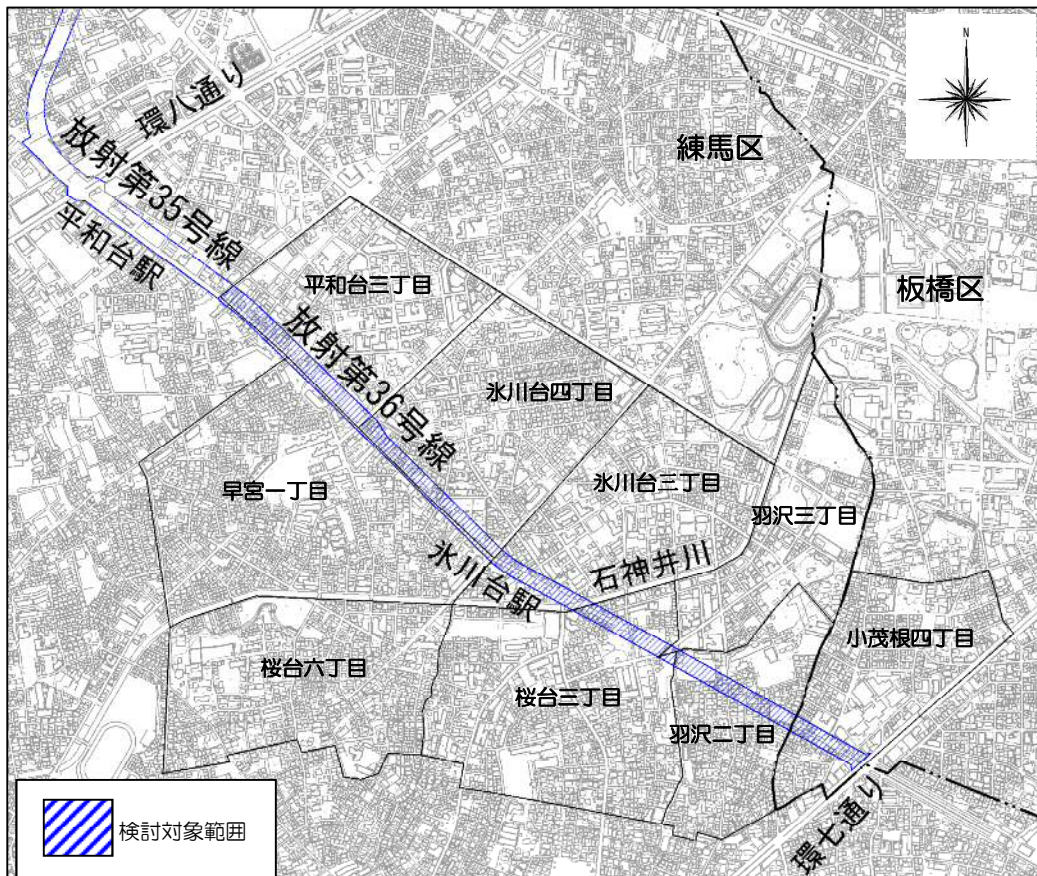 N
環八通り
練馬区
放射第35号線
平和台駅
板橋区
平和台三丁目
放射第36号線
氷川台四丁目
早宮一丁目
氷川台三丁目
羽沢三丁目
氷川台駅
石神井川
小茂根四丁目
桜台六丁目
桜台三丁目
羽沢二丁目
環七通り
検討対象範囲